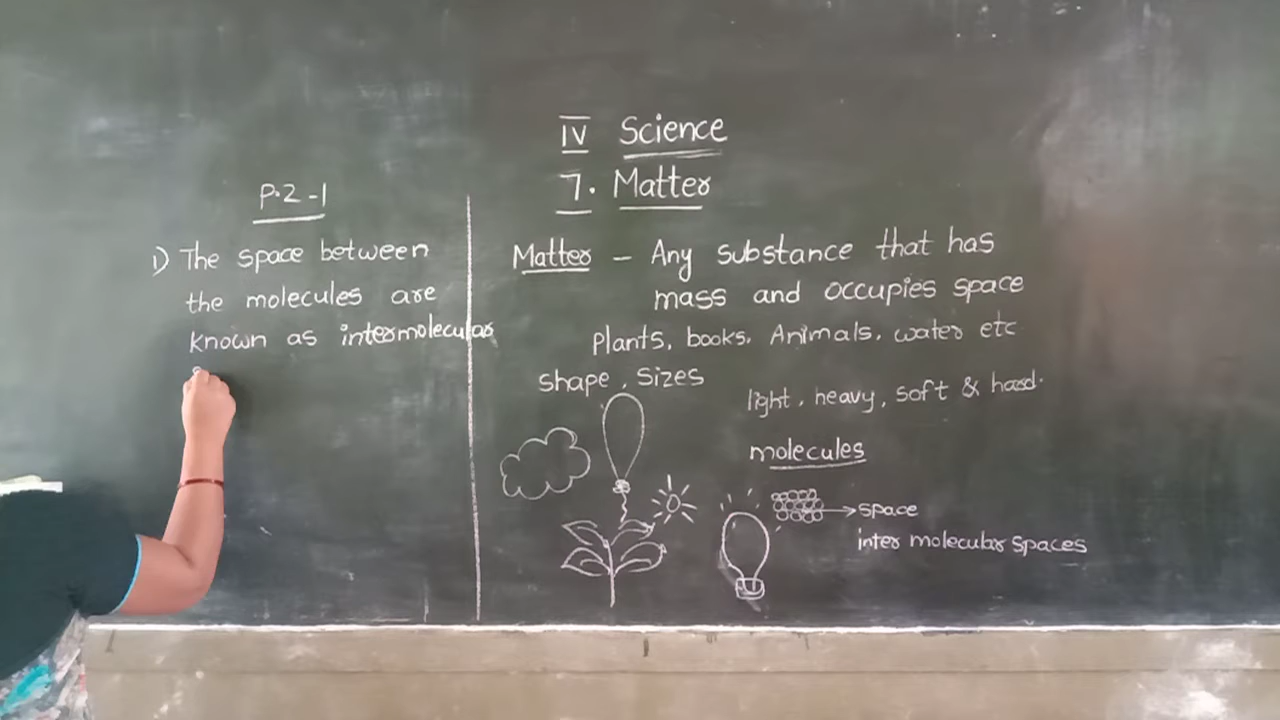 IV Science
7. Matter
P.2-1
1) The space between
the molecules are
known as intermolecular
Matter - Any substance that has
mass and occupies space
Plants, books. Animals, water etc
Shape, Sizes
light, heavy, soft & hard.
molecules
space
inter molecular spaces